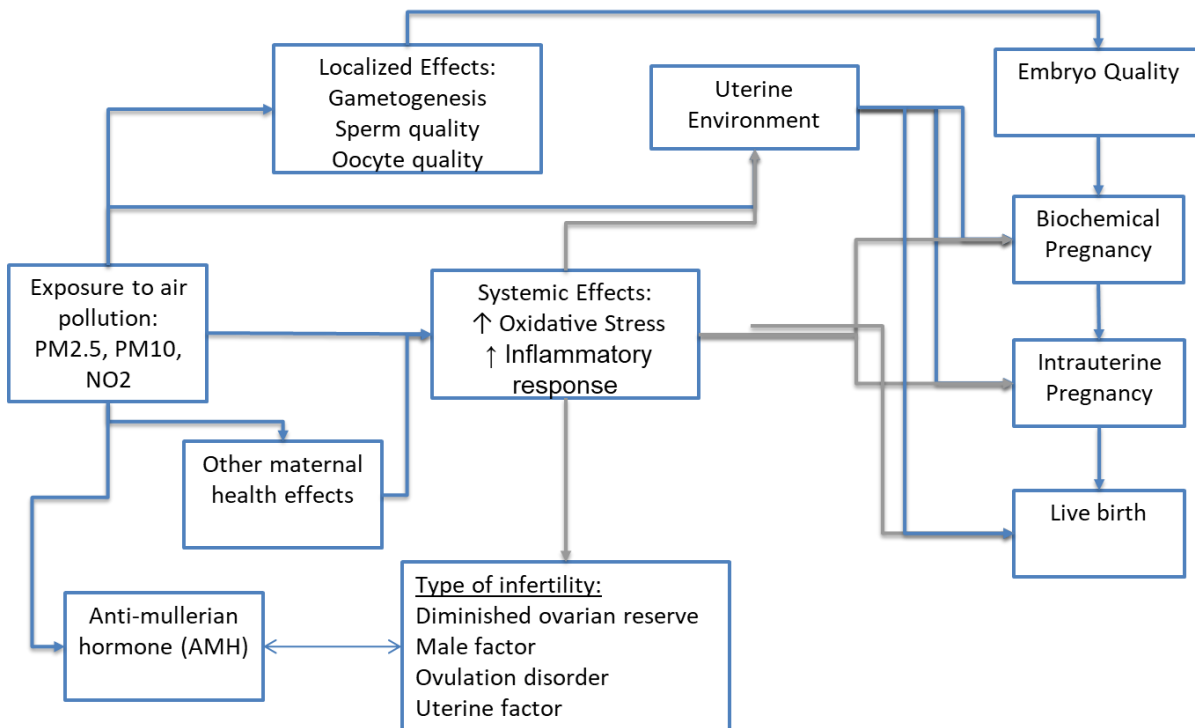 Localized Effects:
Gametogenesis
Sperm quality
Oocyte quality
Uterine
Environment
Embryo Quality
Biochemical
Pregnancy
Exposure to air
pollution:
PM2.5, PM10,
NO2
Systemic Effects:
↑ Oxidative Stress
↑ Inflammatory
response
Intrauterine
Pregnancy
Other maternal
health effects
Live birth
Anti-mullerian
hormone (AMH)
Type of infertility:
Diminished ovarian reserve
Male factor
Ovulation disorder
Uterine factor